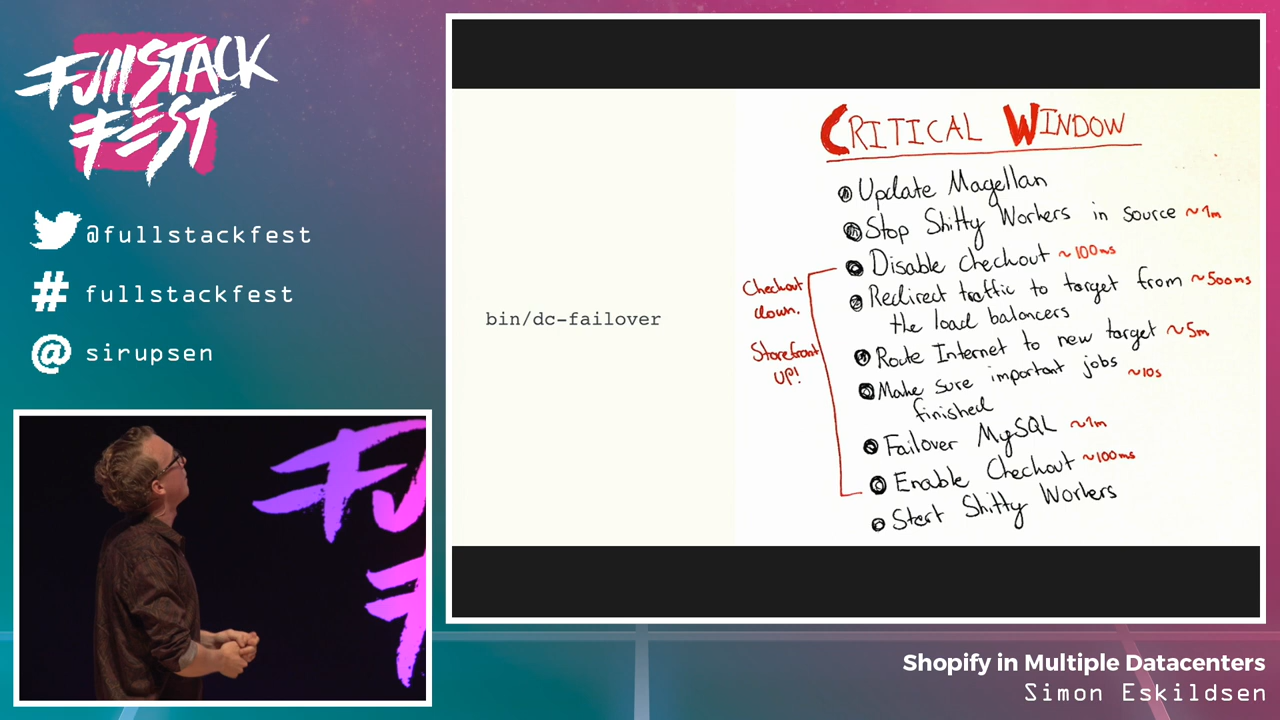 FullStack
Fest
@fullstackfest
# fullstackfest
@ sirupsen
bin/dc-failover
Critical Window
Update Magellan
Stop Shitty Workers in source ~1m
Disable checkout ~100ms
Redirect traffic to target from ~500ms
the load balancers
Route Internet to new target ~5m
Make sure important jobs ~10s
finished
Failover MySQL ~1m
Enable Checkout ~100ms
Start Shitty Workers
Checkout
down.
Storefront
UP!
Shopify in Multiple Datacenters
Simon Eskildsen